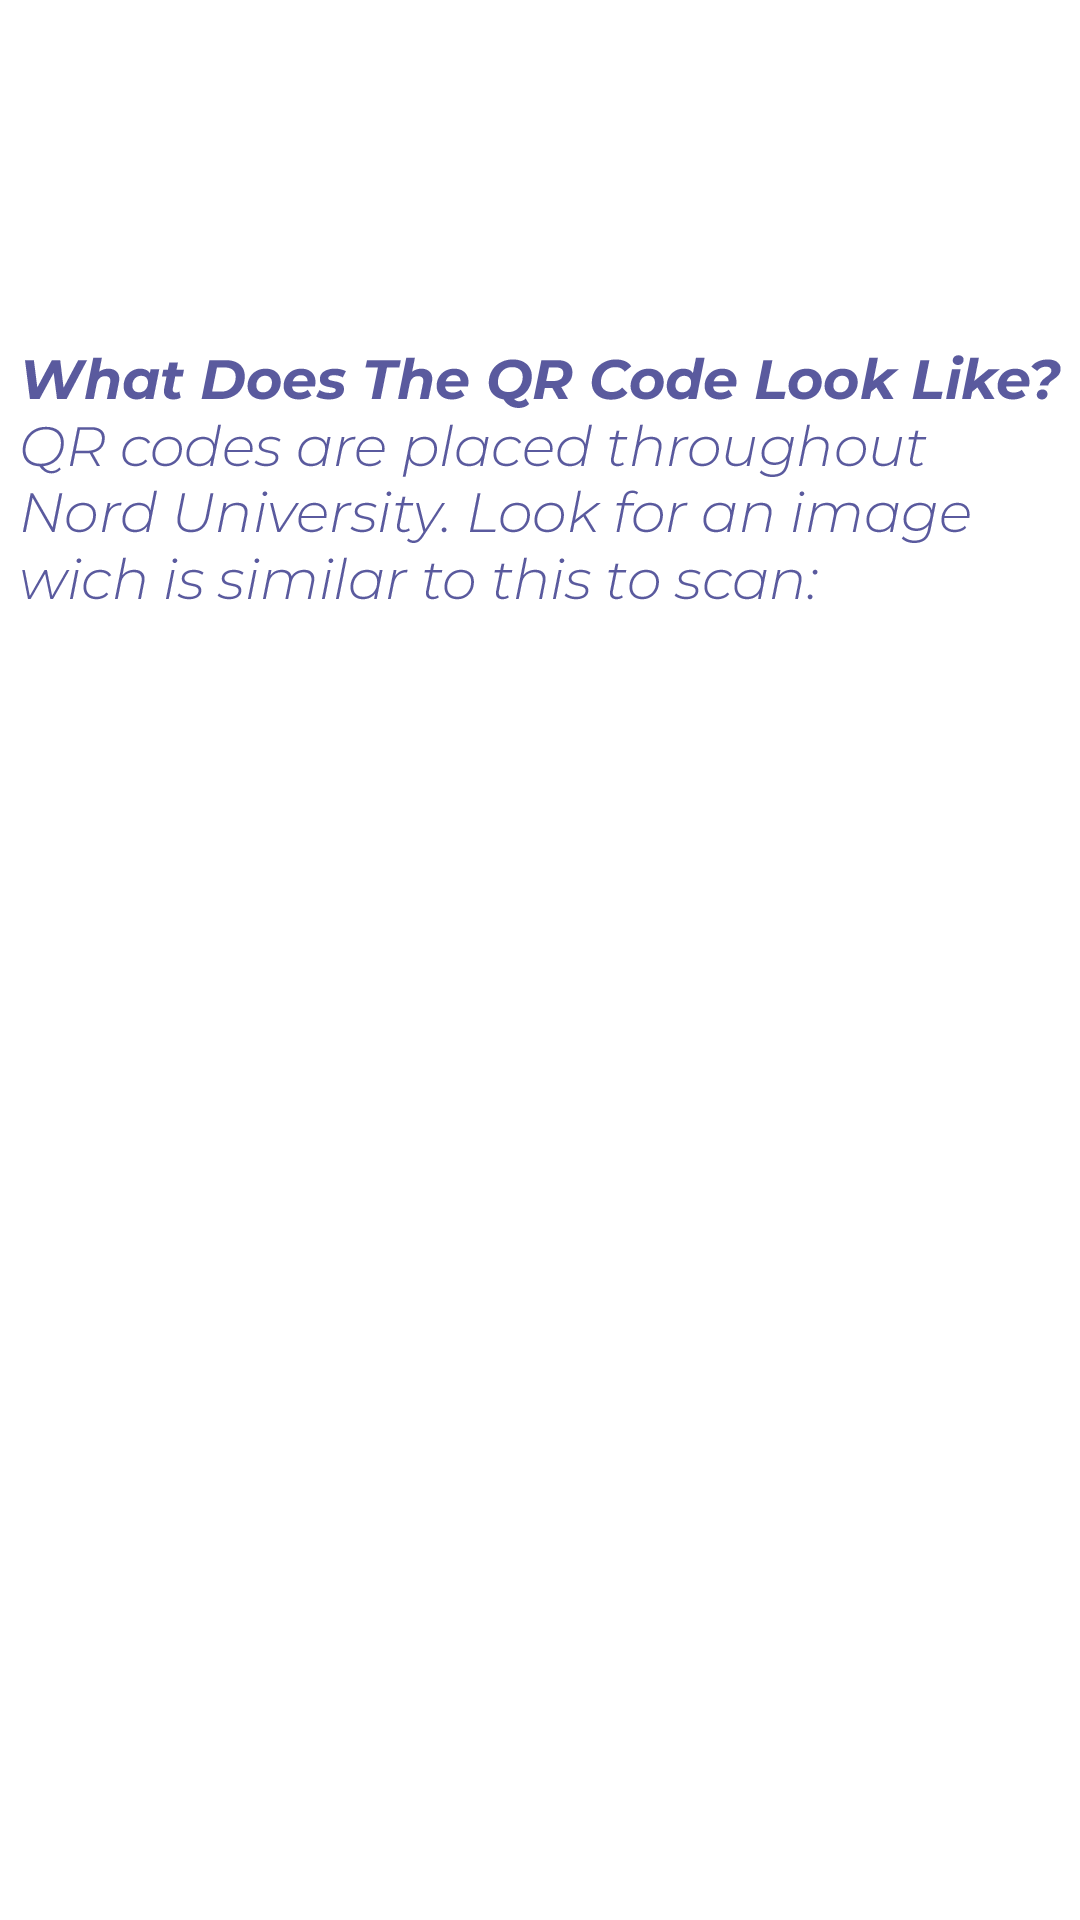 What Does The QR Code Look Like?
QR codes are placed throughout
Nord University. Look for an image
wich is similar to this to scan: